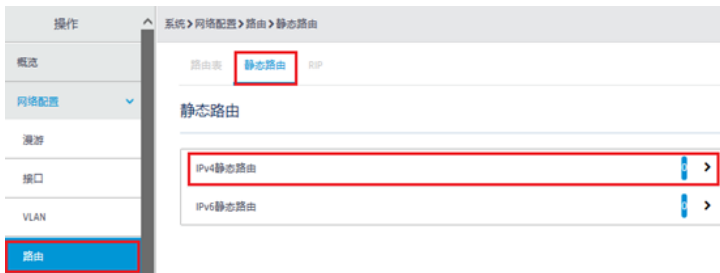 操作
系统>网络配置>路由>静态路由
概览
路由表 静态路由 RIP
网络配置
静态路由
漫游
IPv4静态路由 0
接口
IPv6静态路由 0
VLAN
路由